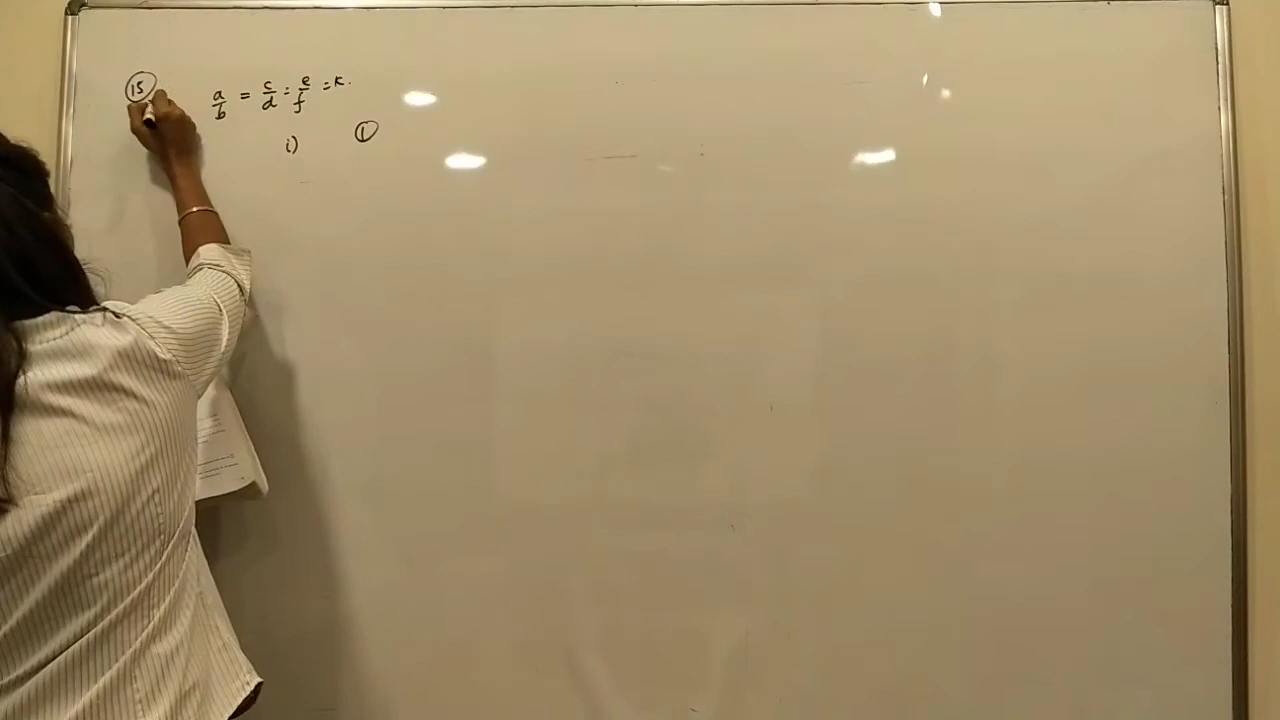 15 a/b = c/d = e/f = k.
i) 1